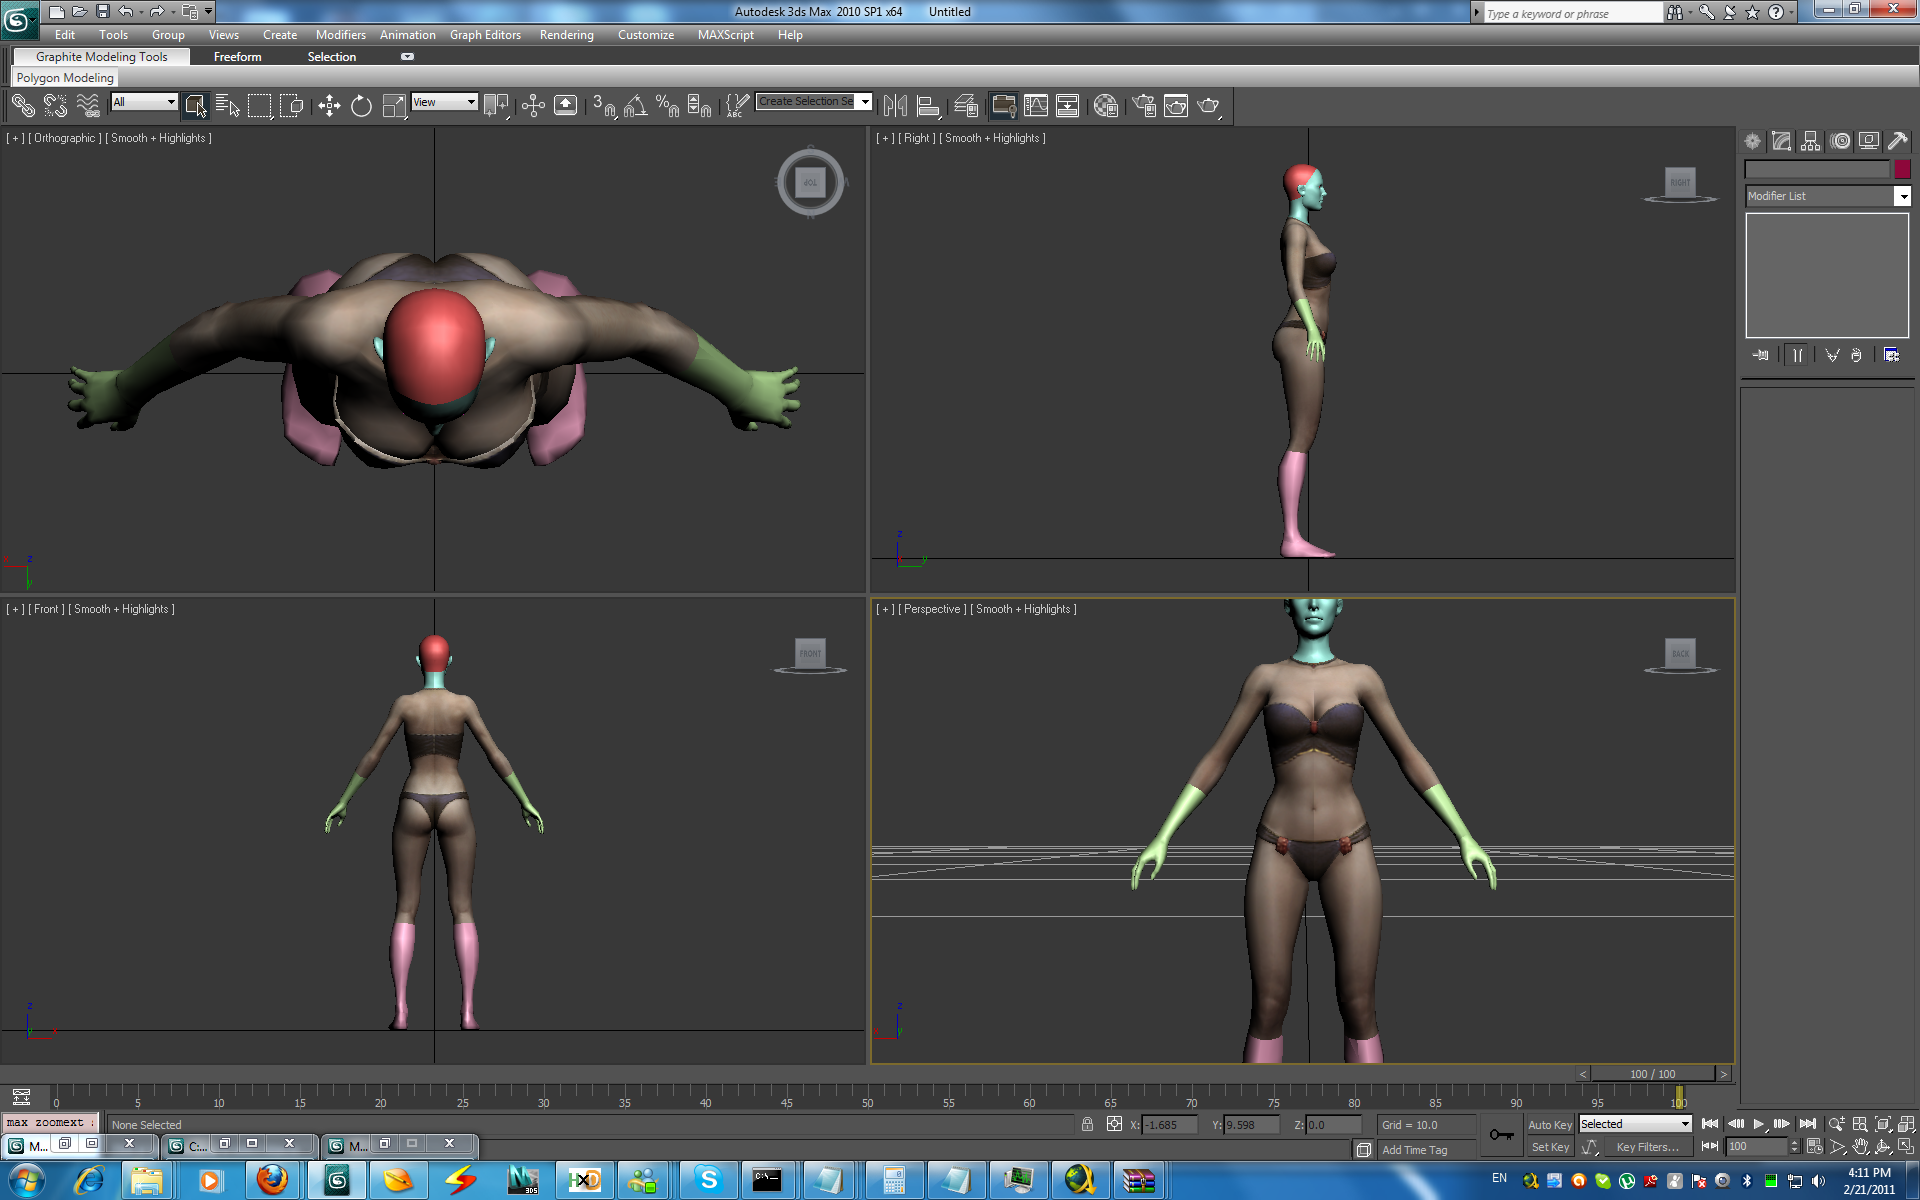 Autodesk 3ds Max 2010 SP1 x64 Untitled
Type a keyword or phrase
Edit Tools Group Views Create Modifiers Animation Graph Editors Rendering Customize MAXScript Help
Graphite Modeling Tools Freeform Selection
Polygon Modeling
All View Create Selection Se
[ + ] [ Orthographic ] [ Smooth + Highlights ]
TOP
[ + ] [ Right ] [ Smooth + Highlights ]
RIGHT
Modifier List
[ + ] [ Front ] [ Smooth + Highlights ]
FRONT
[ + ] [ Perspective ] [ Smooth + Highlights ]
BACK
< 100 / 100 >
0 5 10 15 20 25 30 35 40 45 50 55 60 65 70 75 80 85 90 95 100
max zoomext
None Selected
X: -1.685 Y: 9.598 Z: 0.0 Grid = 10.0
Auto Key Selected
Add Time Tag
Set Key Key Filters... 100
M... C:... M...
EN
4:11 PM
2/21/2011